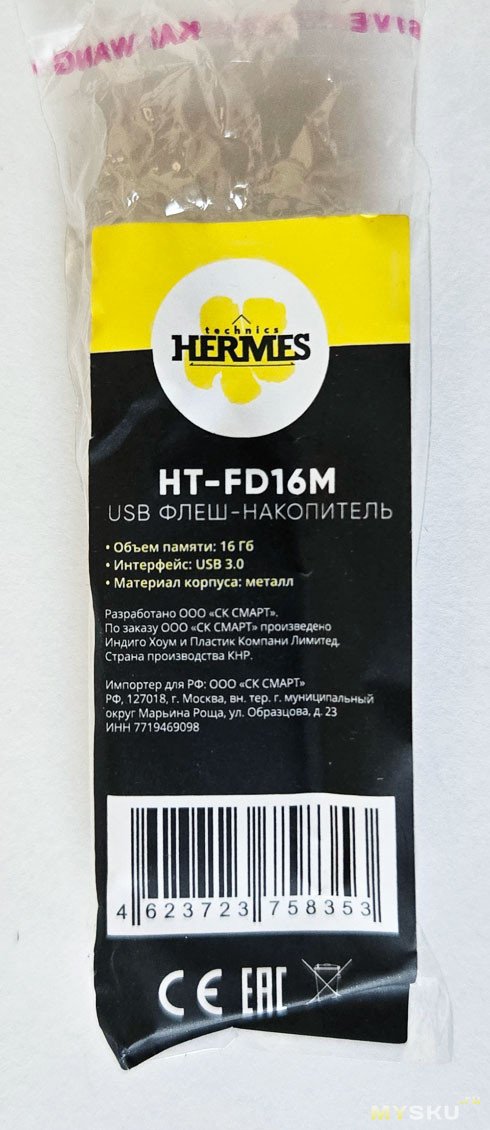 KAI WANG
technics
HERMES
HT-FD16M
USB ФЛЕШ-НАКОПИТЕЛЬ
• Объем памяти: 16 Гб
• Интерфейс: USB 3.0
• Материал корпуса: металл
Разработано ООО «СК СМАРТ».
По заказу ООО «СК СМАРТ» произведено
Индиго Хоум и Пластик Компани Лимитед.
Страна производства КНР.
Импортер для РФ: ООО «СК СМАРТ»
РФ, 127018, г. Москва, вн. тер. г. муниципальный
округ Марьина Роща, ул. Образцова, д. 23
ИНН 7719469098
4 623723 758353
CE EAC
MYSKU